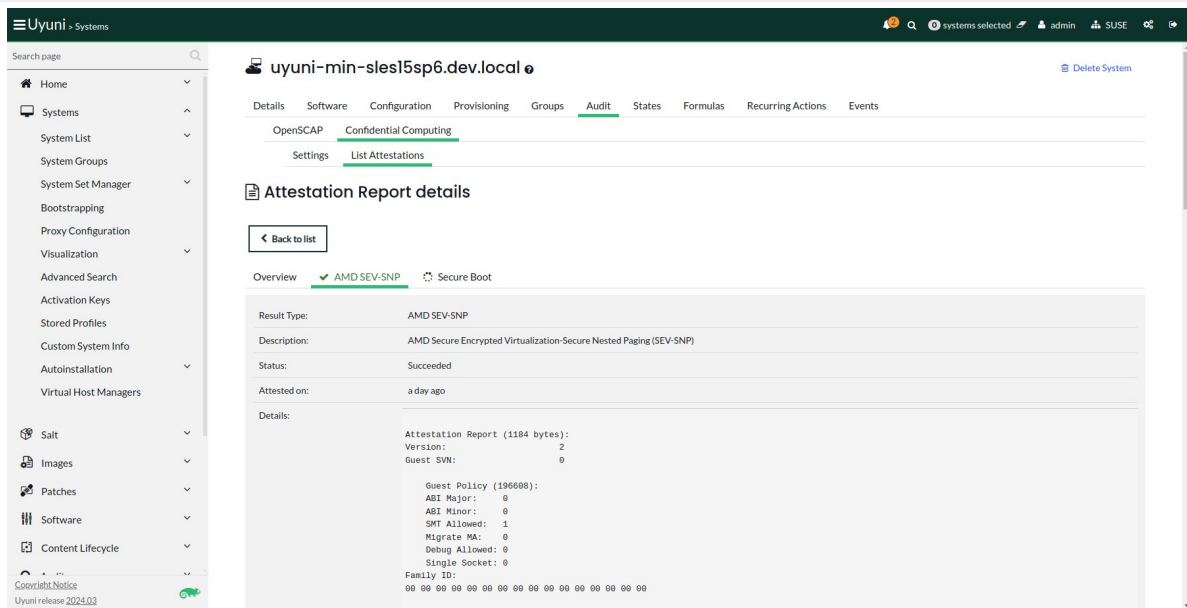 Uyuni > Systems
2
0 systems selected
admin
SUSE
Search page
Home
Systems
System List
System Groups
System Set Manager
Bootstrapping
Proxy Configuration
Visualization
Advanced Search
Activation Keys
Stored Profiles
Custom System Info
Autoinstallation
Virtual Host Managers
Salt
Images
Patches
Software
Content Lifecycle
Copyright Notice
Uyuni release 2024.03
uyuni-min-sles15sp6.dev.local
Delete System
Details Software Configuration Provisioning Groups Audit States Formulas Recurring Actions Events
OpenSCAP Confidential Computing
Settings List Attestations
Attestation Report details
Back to list
Overview AMD SEV-SNP Secure Boot
Result Type: AMD SEV-SNP
Description: AMD Secure Encrypted Virtualization-Secure Nested Paging (SEV-SNP)
Status: Succeeded
Attested on: a day ago
Details:
Attestation Report (1184 bytes):
Version: 2
Guest SVN: 0
Guest Policy (196608):
ABI Major: 0
ABI Minor: 0
SMT Allowed: 1
Migrate MA: 0
Debug Allowed: 0
Single Socket: 0
Family ID:
00 00 00 00 00 00 00 00 00 00 00 00 00 00 00 00